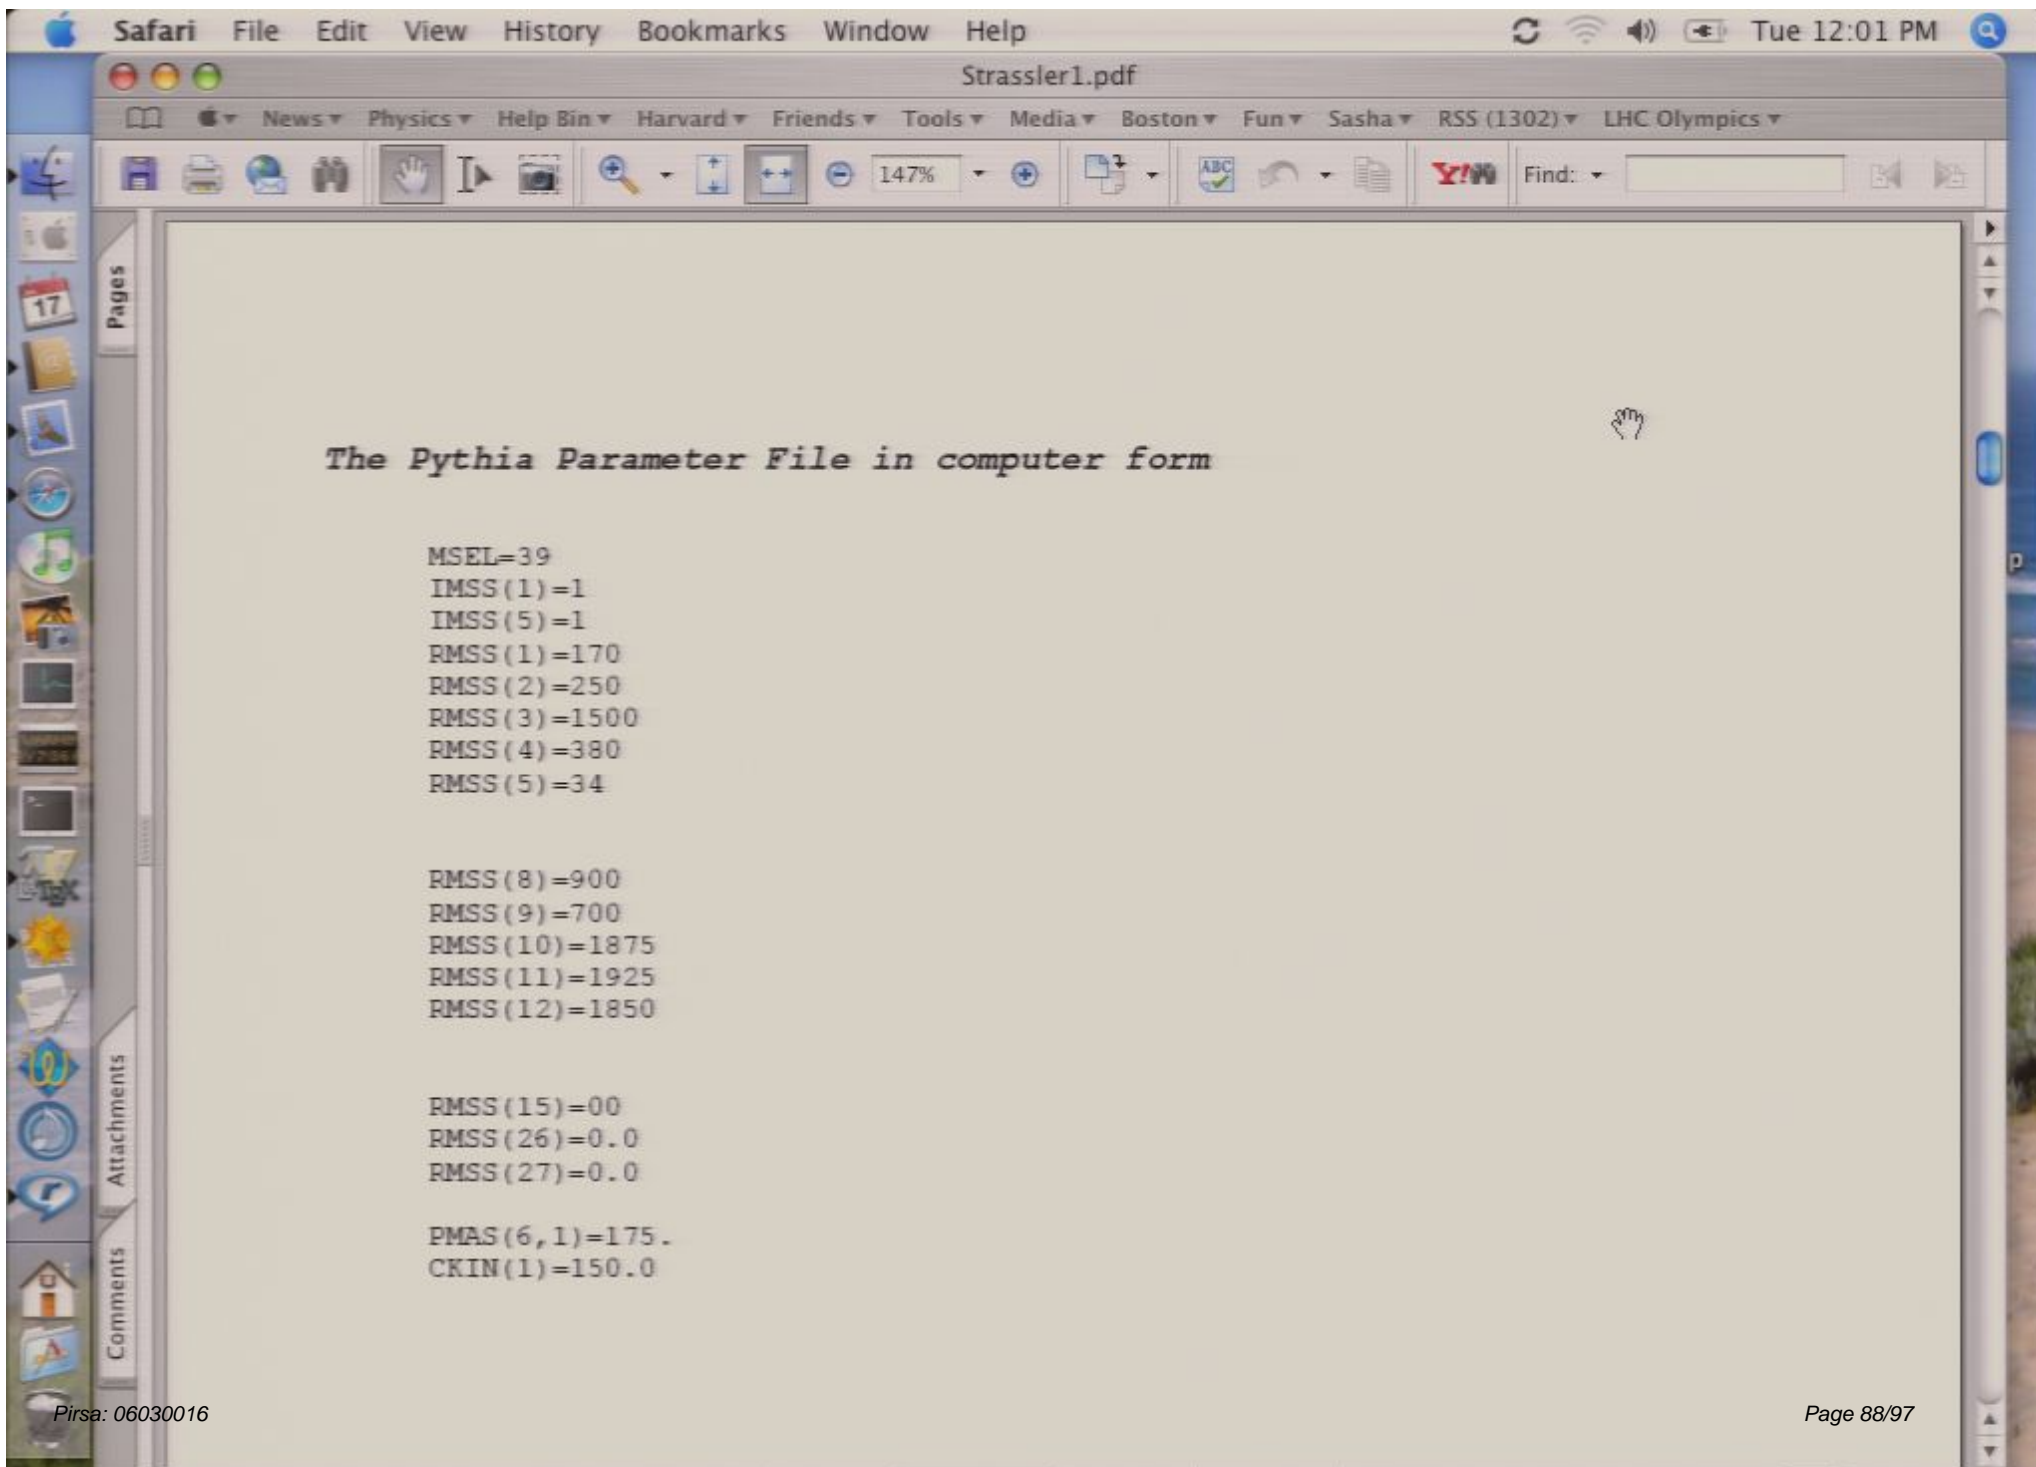 Safari File Edit View History Bookmarks Window Help Tue 12:01 PM
Strassler1.pdf
News Physics Help Bin Harvard Friends Tools Media Boston Fun Sasha RSS (1302) LHC Olympics
147% ABC Y! Find:
17
Pages
The Pythia Parameter File in computer form
MSEL=39
IMSS(1)=1
IMSS(5)=1
RMSS(1)=170
RMSS(2)=250
RMSS(3)=1500
RMSS(4)=380
RMSS(5)=34
RMSS(8)=900
RMSS(9)=700
RMSS(10)=1875
RMSS(11)=1925
RMSS(12)=1850
RMSS(15)=00
RMSS(26)=0.0
RMSS(27)=0.0
PMAS(6,1)=175.
CKIN(1)=150.0
Attachments
Comments
Pirsa: 06030016
Page 88/97